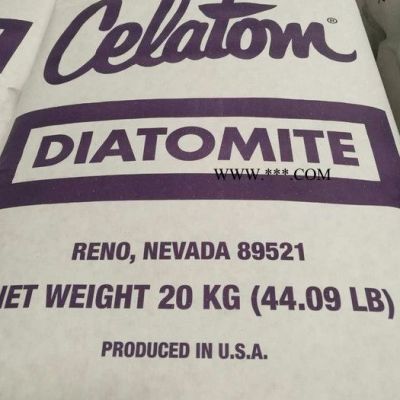 Celatom®
DIATOMITE
WWW.***.COM
RENO, NEVADA 89521
NET WEIGHT 20 KG (44.09 LB)
PRODUCED IN U.S.A.